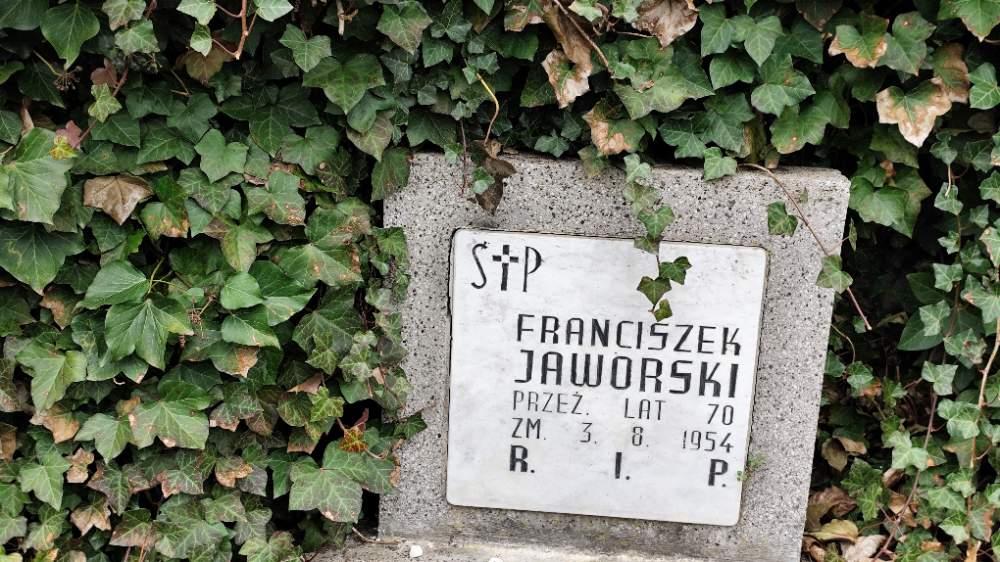 Ś✝P
FRANCISZEK
JAWORSKI
PRZEŻ. LAT 70
ZM. 3. 8. 1954
R. I. P.